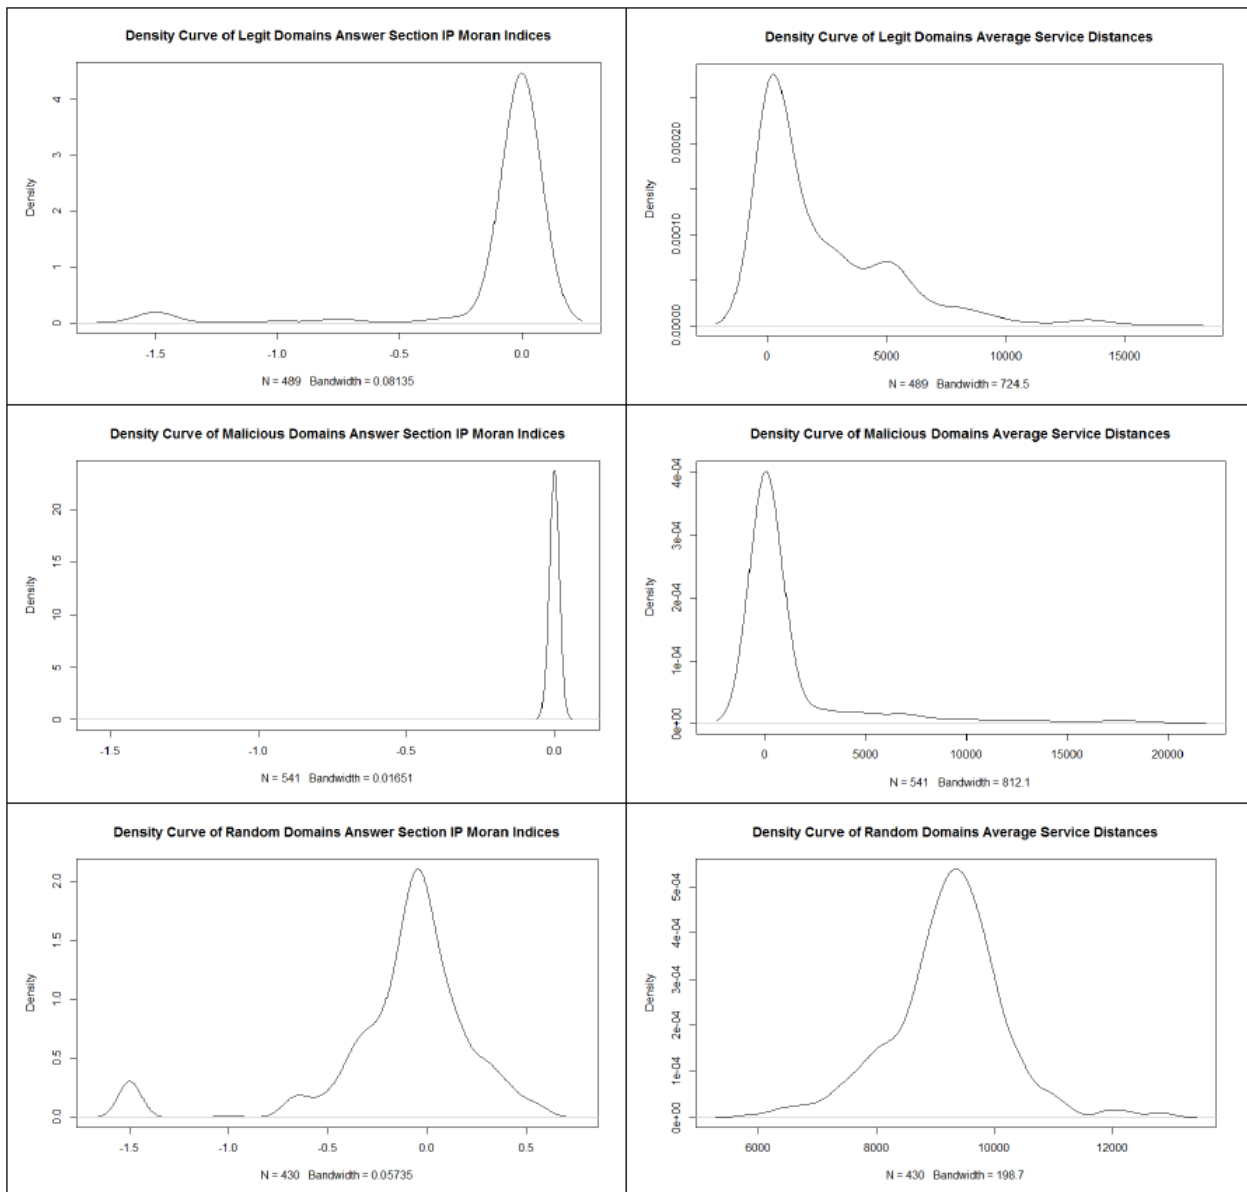 Density Curve of Legit Domains Answer Section IP Moran Indices
Density
4
3
2
1
0
-1.5 -1.0 -0.5 0.0
N = 489 Bandwidth = 0.08135
Density Curve of Legit Domains Average Service Distances
Density
0.00020
0.00010
0.00000
0 5000 10000 15000
N = 489 Bandwidth = 724.5
Density Curve of Malicious Domains Answer Section IP Moran Indices
Density
20
15
10
5
0
-1.5 -1.0 -0.5 0.0
N = 541 Bandwidth = 0.01651
Density Curve of Malicious Domains Average Service Distances
Density
4e-04
3e-04
2e-04
1e-04
0e+00
0 5000 10000 15000 20000
N = 541 Bandwidth = 812.1
Density Curve of Random Domains Answer Section IP Moran Indices
Density
2.0
1.5
1.0
0.5
0.0
-1.5 -1.0 -0.5 0.0 0.5
N = 430 Bandwidth = 0.05735
Density Curve of Random Domains Average Service Distances
Density
5e-04
4e-04
3e-04
2e-04
1e-04
0e+00
6000 8000 10000 12000
N = 430 Bandwidth = 198.7